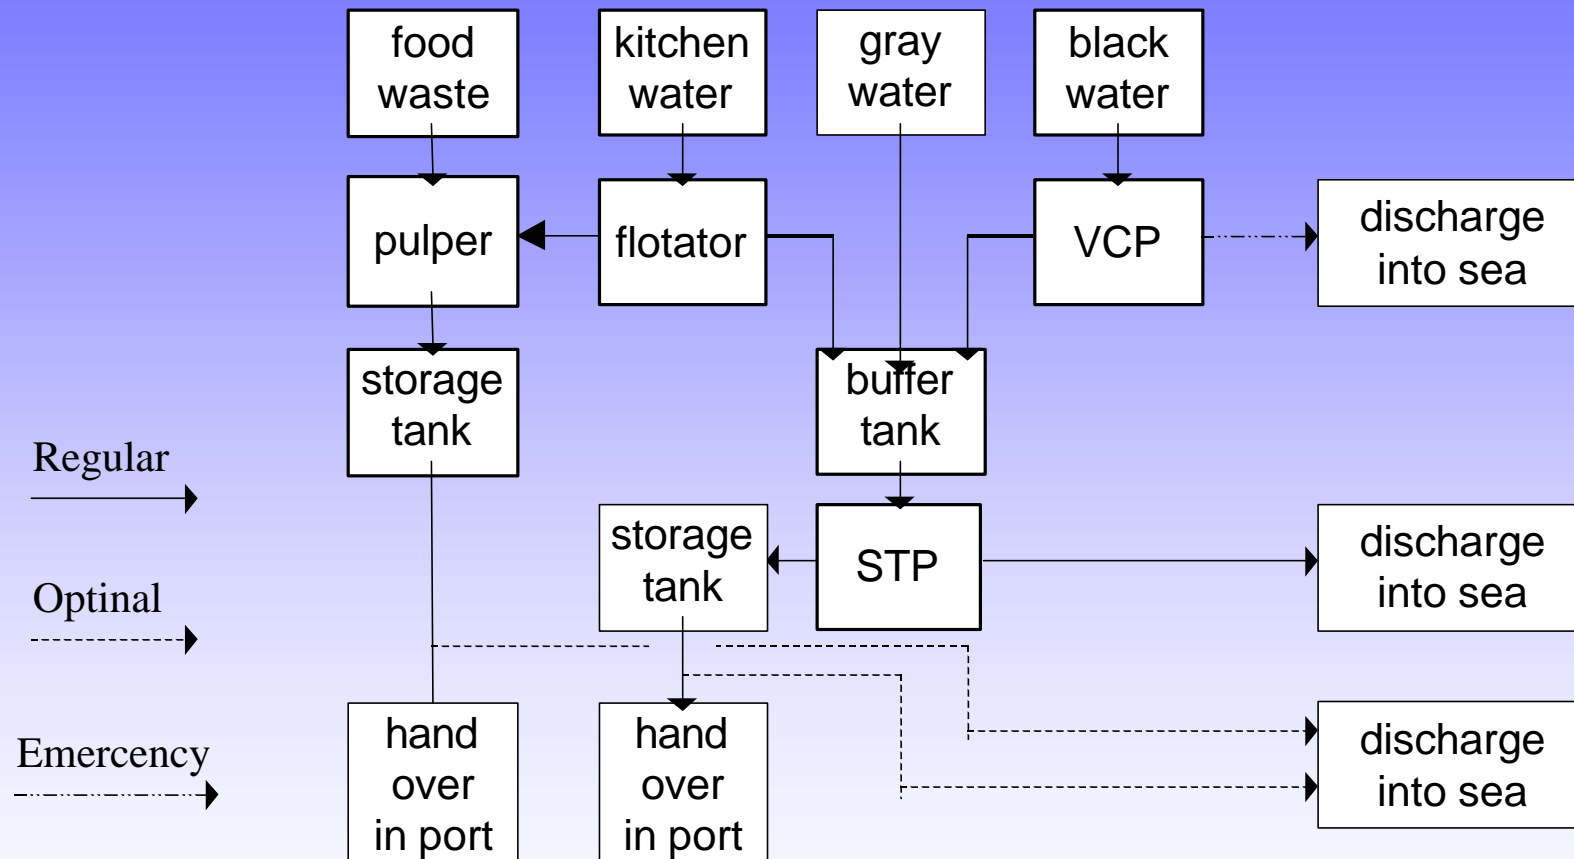 food
waste
kitchen
water
gray
water
black
water
pulper
flotator
VCP
discharge
into sea
storage
tank
buffer
tank
Regular
storage
tank
STP
discharge
into sea
Optinal
hand
over
in port
hand
over
in port
discharge
into sea
Emercency